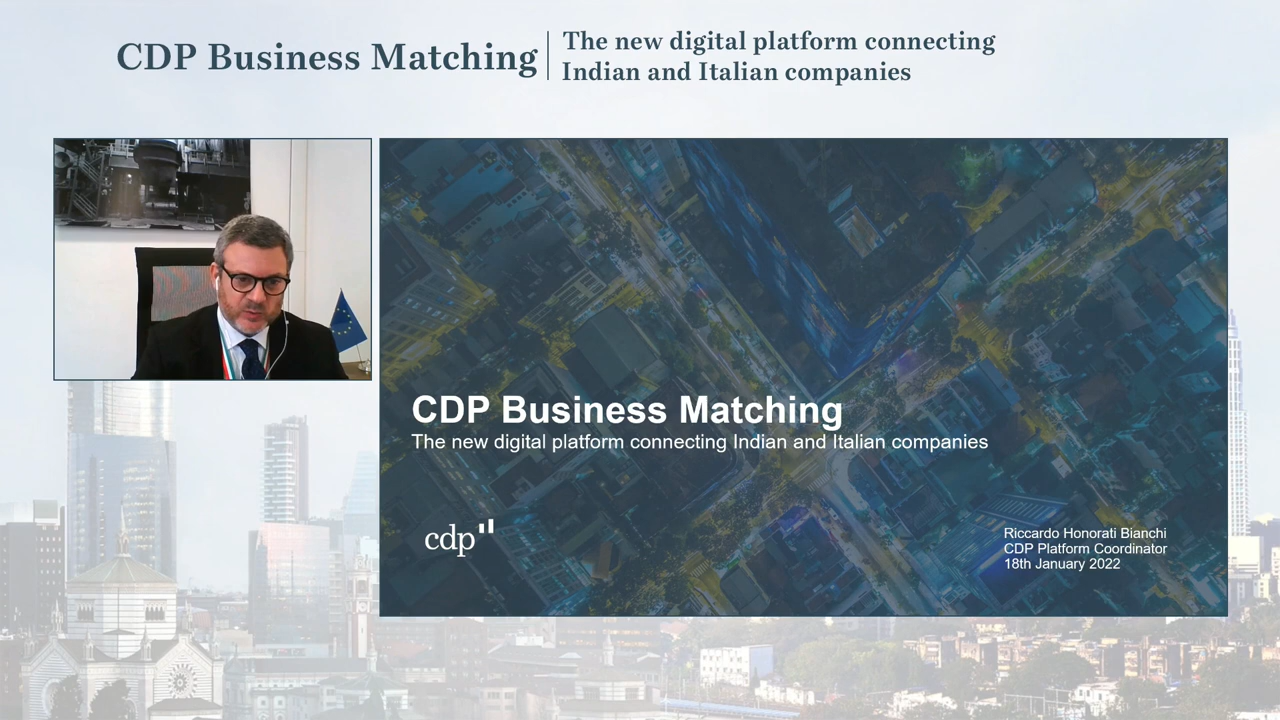 CDP Business Matching
The new digital platform connecting
Indian and Italian companies
CDP Business Matching
The new digital platform connecting Indian and Italian companies
cdp
Riccardo Honorati Bianchi
CDP Platform Coordinator
18th January 2022